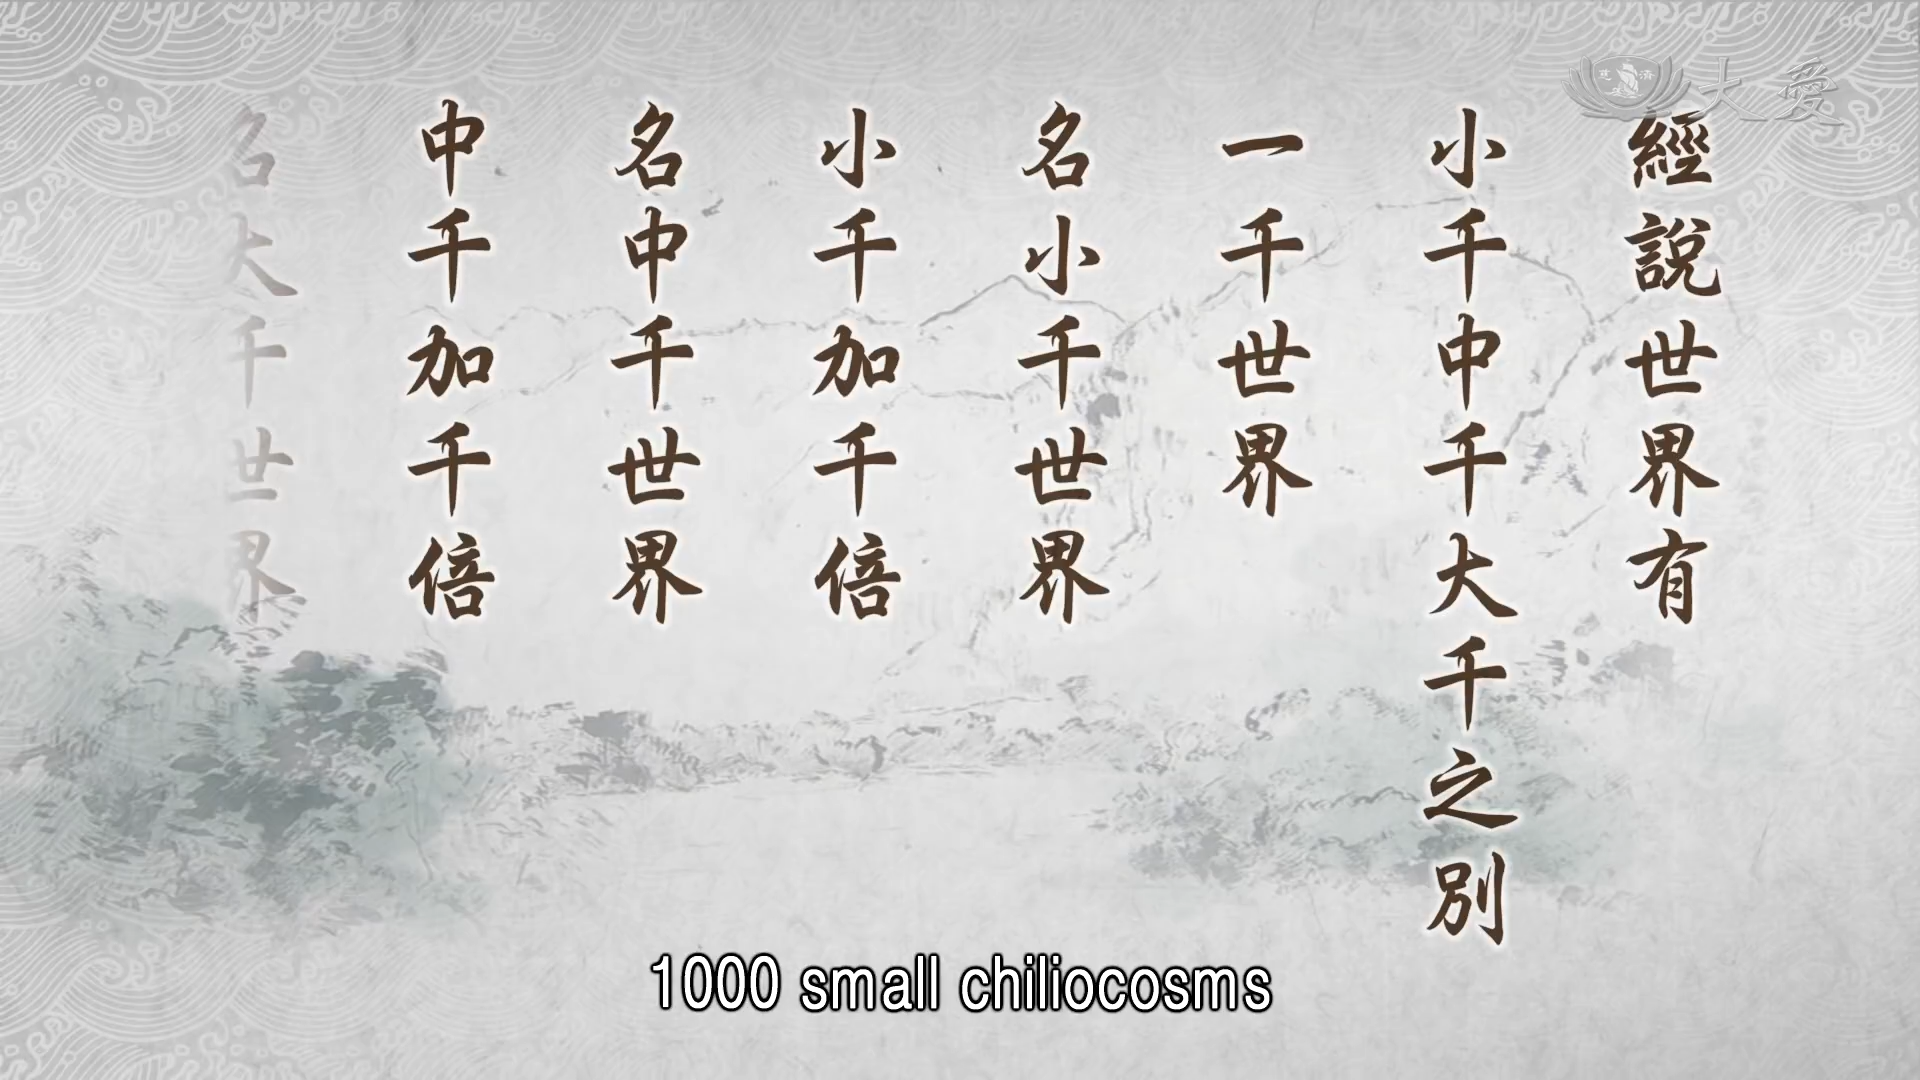 經說世界有
小千中千大千之別
一千世界
名小千世界
小千加千倍
名中千世界
中千加千倍
名大千世界
大愛
慈濟
1000 small chiliocosms